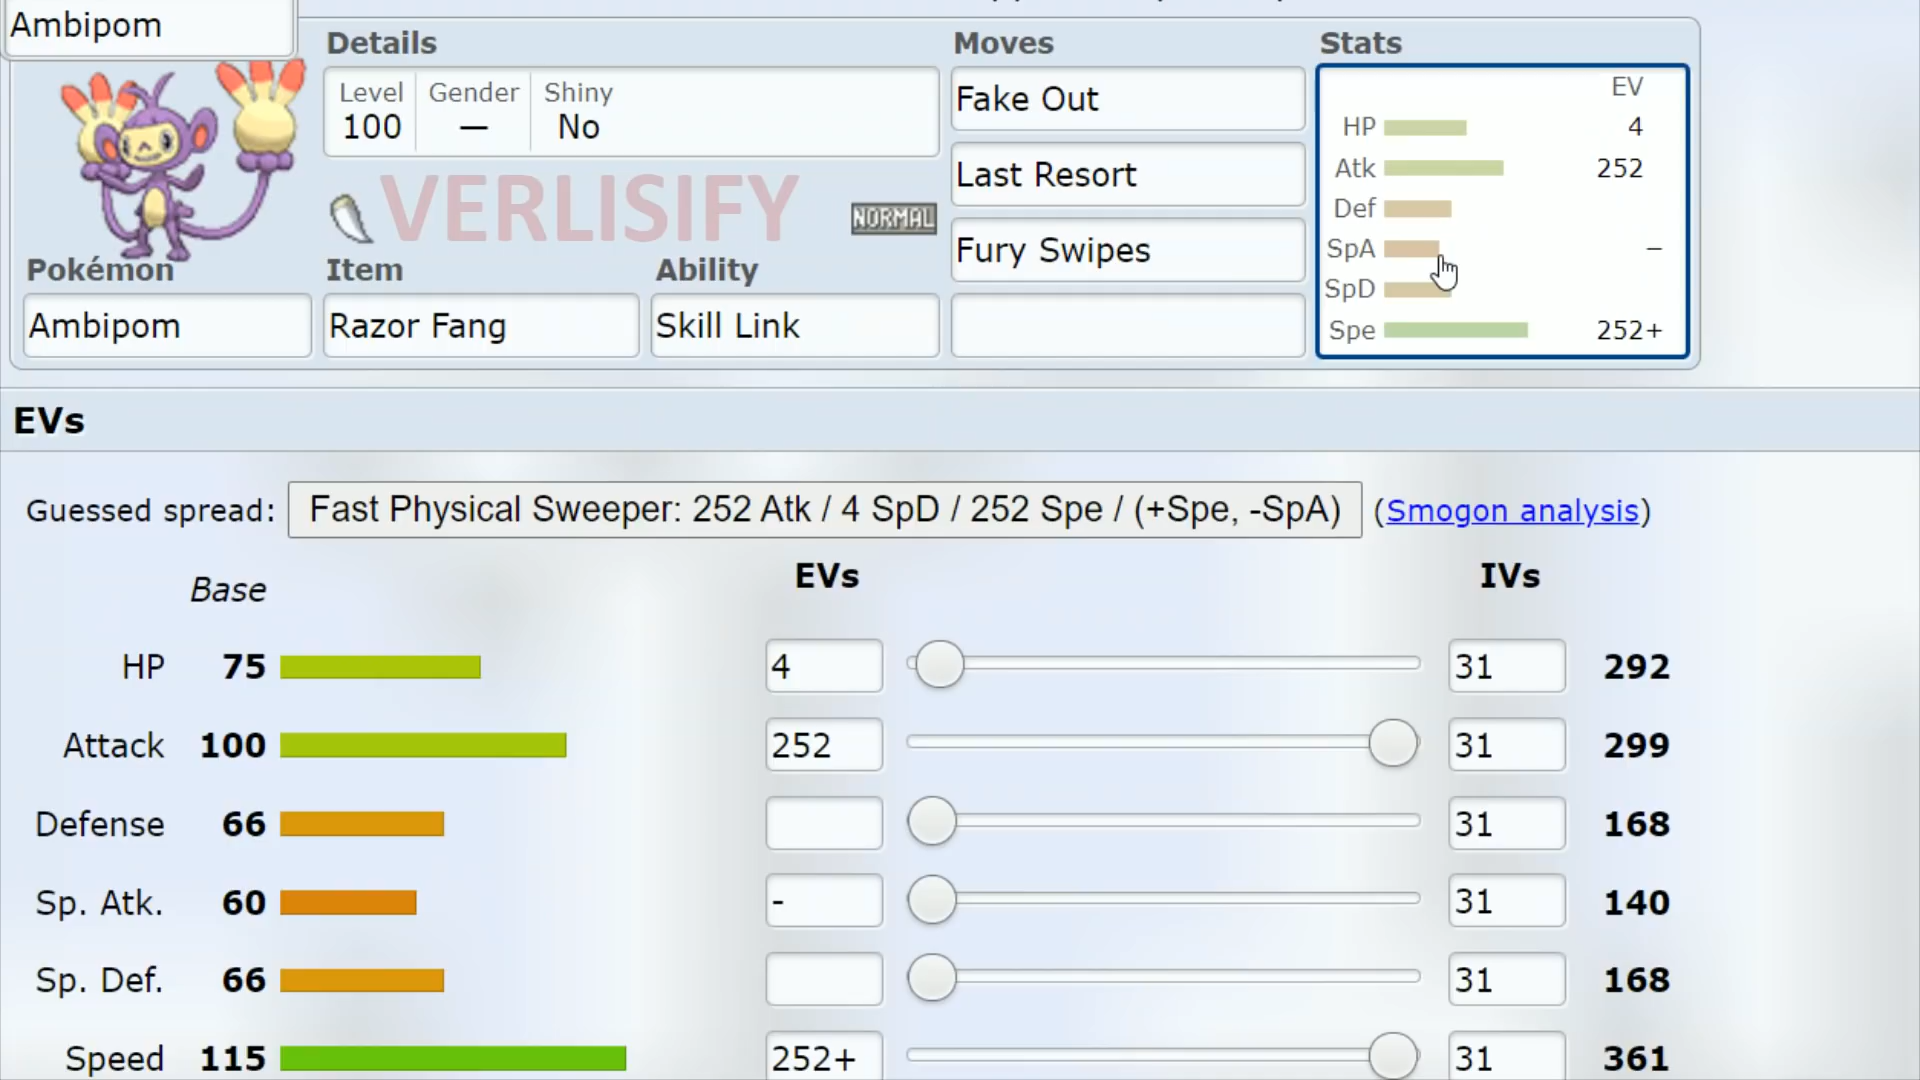 Ambipom
Details
Moves
Stats
Level Gender Shiny
100 — No
Fake Out
EV
HP 4
Atk 252
Def
SpA –
SpD
Spe 252+
Last Resort
VERLISIFY
NORMAL
Fury Swipes
Pokémon Item Ability
Ambipom Razor Fang Skill Link
EVs
Guessed spread: Fast Physical Sweeper: 252 Atk / 4 SpD / 252 Spe / (+Spe, -SpA) (Smogon analysis)
Base EVs IVs
HP 75 4 31 292
Attack 100 252 31 299
Defense 66 31 168
Sp. Atk. 60 - 31 140
Sp. Def. 66 31 168
Speed 115 252+ 31 361